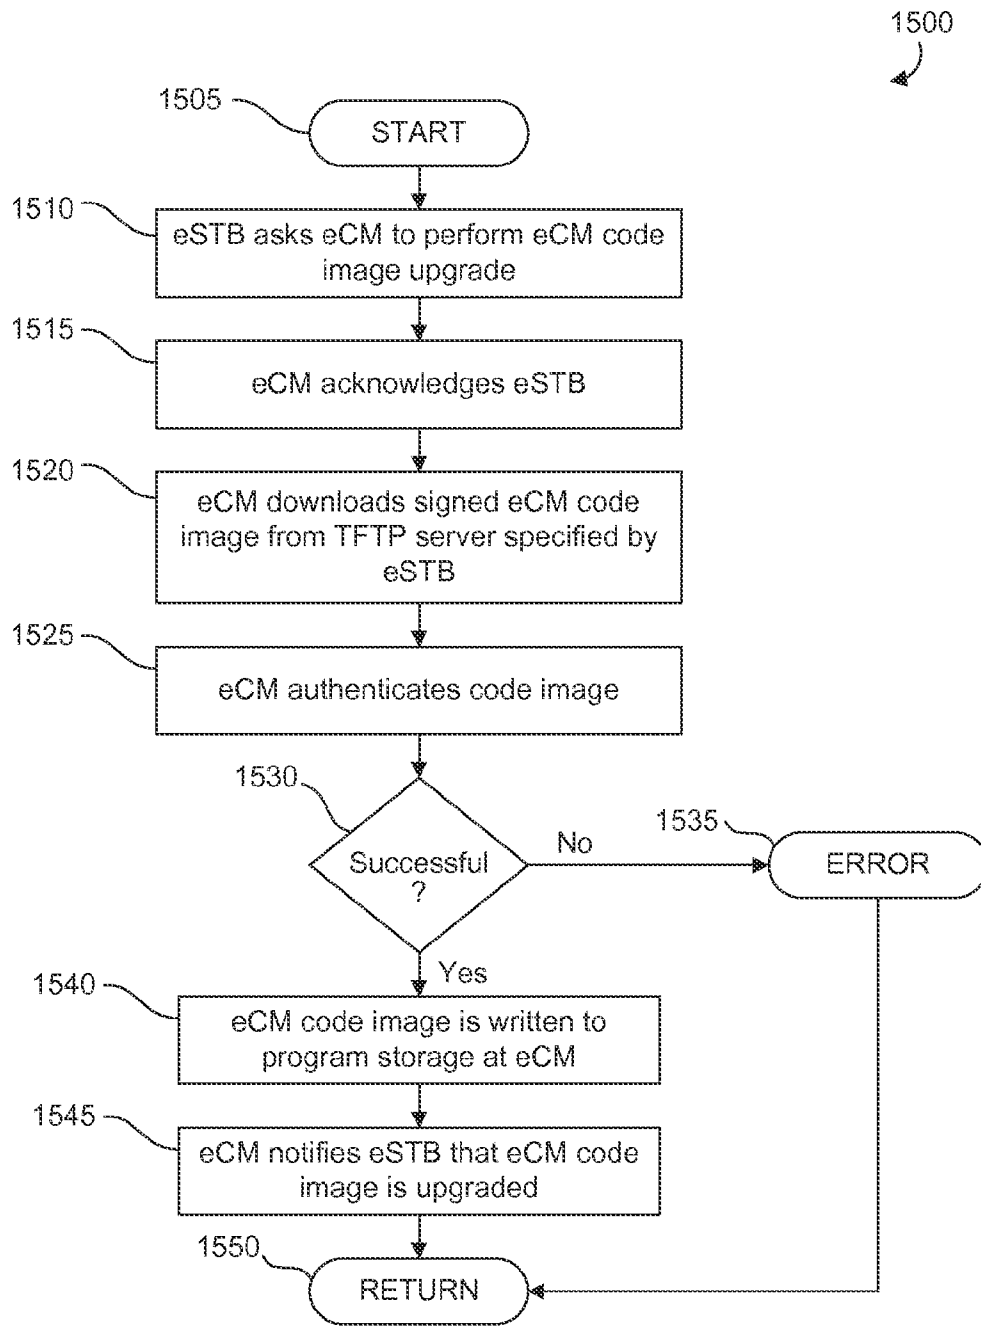 1500
1505
START
1510
eSTB asks eCM to perform eCM code
image upgrade
1515
eCM acknowledges eSTB
1520
eCM downloads signed eCM code
image from TFTP server specified by
eSTB
1525
eCM authenticates code image
1530
Successful
?
No
1535
ERROR
Yes
1540
eCM code image is written to
program storage at eCM
1545
eCM notifies eSTB that eCM code
image is upgraded
1550
RETURN